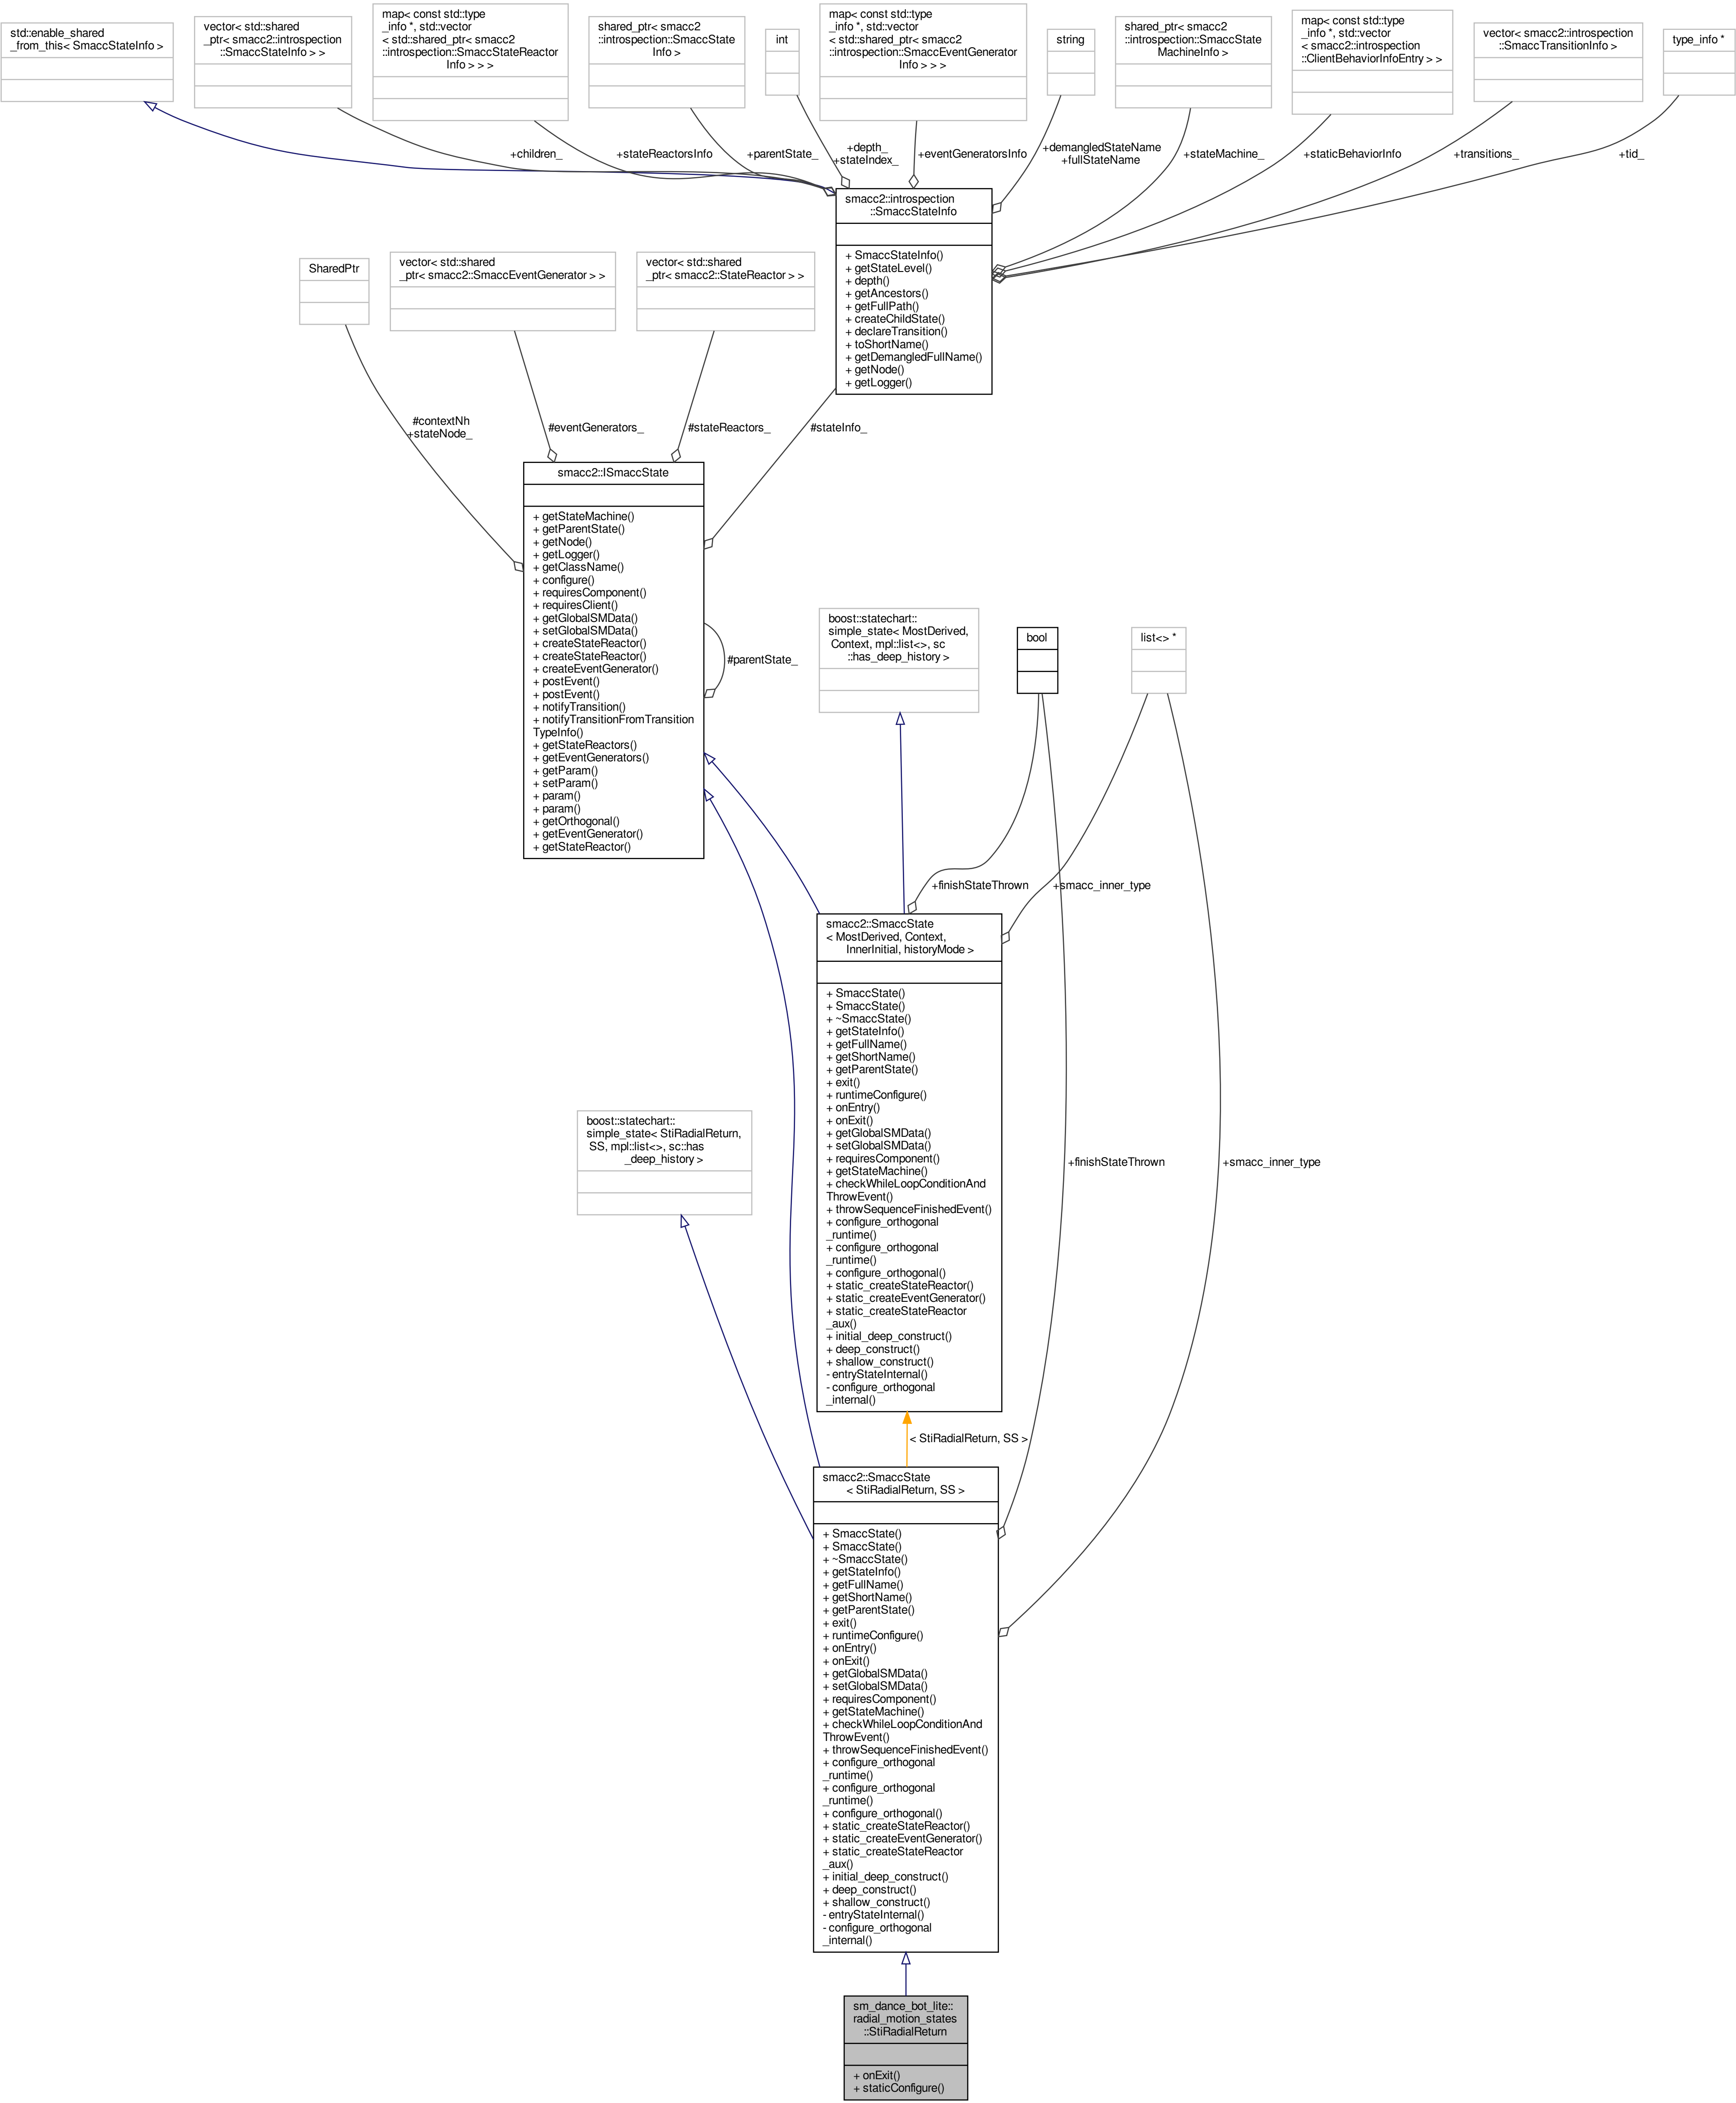 std::enable_shared
_from_this< SmaccStateInfo >
vector< std::shared
_ptr< smacc2::introspection
::SmaccStateInfo > >
map< const std::type
_info *, std::vector
< std::shared_ptr< smacc2
::introspection::SmaccStateReactor
Info > > >
shared_ptr< smacc2
::introspection::SmaccState
Info >
int
map< const std::type
_info *, std::vector
< std::shared_ptr< smacc2
::introspection::SmaccEventGenerator
Info > > >
string
shared_ptr< smacc2
::introspection::SmaccState
MachineInfo >
map< const std::type
_info *, std::vector
< smacc2::introspection
::ClientBehaviorInfoEntry > >
vector< smacc2::introspection
::SmaccTransitionInfo >
type_info *
+children_
+stateReactorsInfo
+parentState_
+depth_
+stateIndex_
+eventGeneratorsInfo
+demangledStateName
+fullStateName
+stateMachine_
+staticBehaviorInfo
+transitions_
+tid_
smacc2::introspection
::SmaccStateInfo
+ SmaccStateInfo()
+ getStateLevel()
+ depth()
+ getAncestors()
+ getFullPath()
+ createChildState()
+ declareTransition()
+ toShortName()
+ getDemangledFullName()
+ getNode()
+ getLogger()
SharedPtr
vector< std::shared
_ptr< smacc2::SmaccEventGenerator > >
vector< std::shared
_ptr< smacc2::StateReactor > >
#contextNh
+stateNode_
#eventGenerators_
#stateReactors_
#stateInfo_
smacc2::ISmaccState
+ getStateMachine()
+ getParentState()
+ getNode()
+ getLogger()
+ getClassName()
+ configure()
+ requiresComponent()
+ requiresClient()
+ getGlobalSMData()
+ setGlobalSMData()
+ createStateReactor()
+ createStateReactor()
+ createEventGenerator()
+ postEvent()
+ postEvent()
+ notifyTransition()
+ notifyTransitionFromTransition
TypeInfo()
+ getStateReactors()
+ getEventGenerators()
+ getParam()
+ setParam()
+ param()
+ param()
+ getOrthogonal()
+ getEventGenerator()
+ getStateReactor()
#parentState_
boost::statechart::
simple_state< MostDerived,
Context, mpl::list<>, sc
::has_deep_history >
bool
list<> *
+finishStateThrown
+smacc_inner_type
smacc2::SmaccState
< MostDerived, Context,
InnerInitial, historyMode >
+ SmaccState()
+ SmaccState()
+ ~SmaccState()
+ getStateInfo()
+ getFullName()
+ getShortName()
+ getParentState()
+ exit()
+ runtimeConfigure()
+ onEntry()
+ onExit()
+ getGlobalSMData()
+ setGlobalSMData()
+ requiresComponent()
+ getStateMachine()
+ checkWhileLoopConditionAnd
ThrowEvent()
+ throwSequenceFinishedEvent()
+ configure_orthogonal
_runtime()
+ configure_orthogonal
_runtime()
+ configure_orthogonal()
+ static_createStateReactor()
+ static_createEventGenerator()
+ static_createStateReactor
_aux()
+ initial_deep_construct()
+ deep_construct()
+ shallow_construct()
- entryStateInternal()
- configure_orthogonal
_internal()
boost::statechart::
simple_state< StiRadialReturn,
SS, mpl::list<>, sc::has
_deep_history >
+finishStateThrown
+smacc_inner_type
< StiRadialReturn, SS >
smacc2::SmaccState
< StiRadialReturn, SS >
+ SmaccState()
+ SmaccState()
+ ~SmaccState()
+ getStateInfo()
+ getFullName()
+ getShortName()
+ getParentState()
+ exit()
+ runtimeConfigure()
+ onEntry()
+ onExit()
+ getGlobalSMData()
+ setGlobalSMData()
+ requiresComponent()
+ getStateMachine()
+ checkWhileLoopConditionAnd
ThrowEvent()
+ throwSequenceFinishedEvent()
+ configure_orthogonal
_runtime()
+ configure_orthogonal
_runtime()
+ configure_orthogonal()
+ static_createStateReactor()
+ static_createEventGenerator()
+ static_createStateReactor
_aux()
+ initial_deep_construct()
+ deep_construct()
+ shallow_construct()
- entryStateInternal()
- configure_orthogonal
_internal()
sm_dance_bot_lite::
radial_motion_states
::StiRadialReturn
+ onExit()
+ staticConfigure()